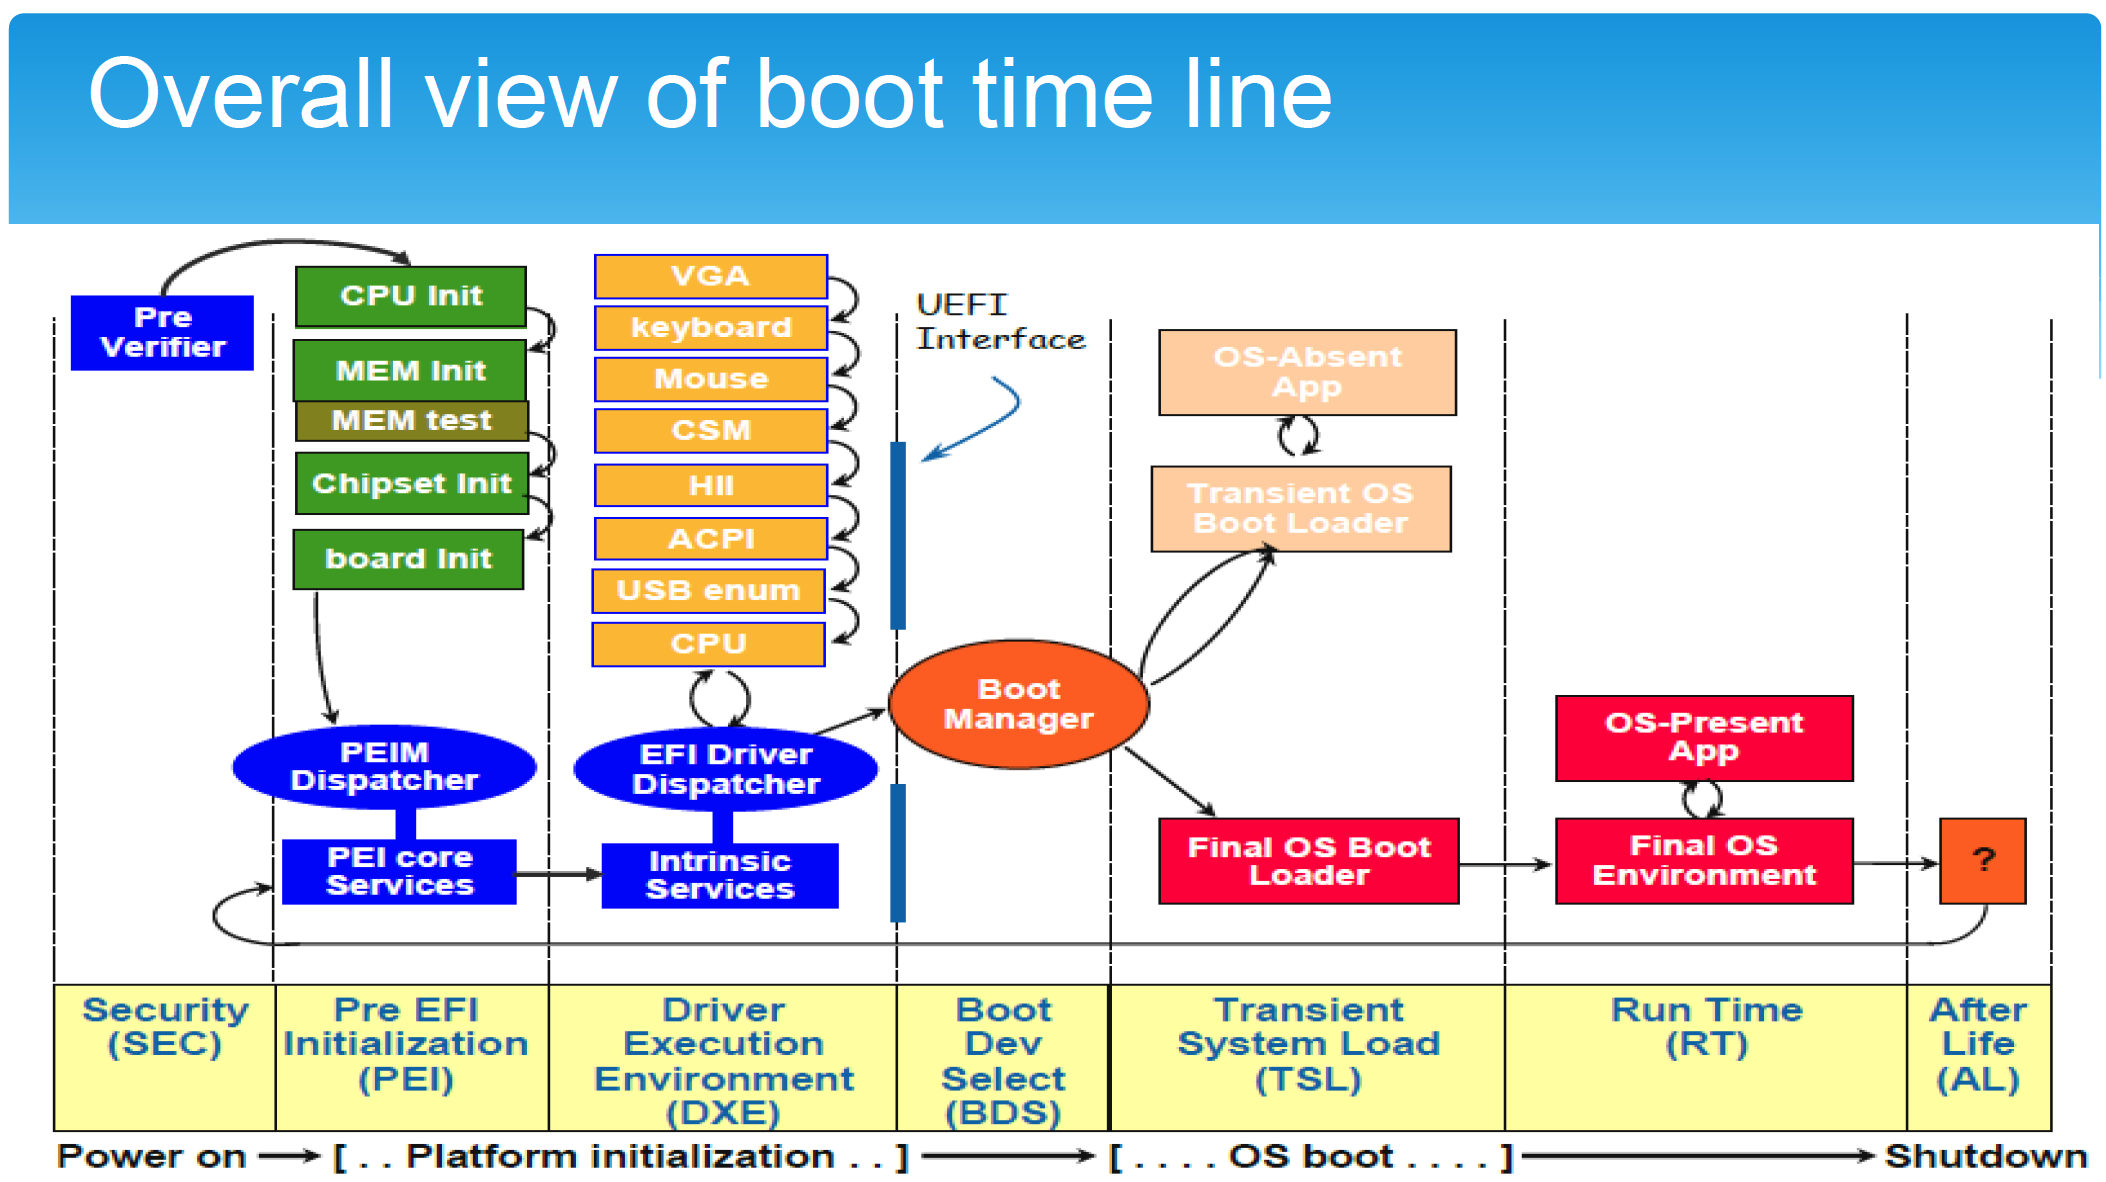 Overall view of boot time line
Pre
Verifier
CPU Init
MEM Init
MEM test
Chipset Init
board Init
PEIM
Dispatcher
PEI core
Services
VGA
keyboard
Mouse
CSM
HII
ACPI
USB enum
CPU
EFI Driver
Dispatcher
Intrinsic
Services
UEFI
Interface
Boot
Manager
OS-Absent
App
Transient OS
Boot Loader
Final OS Boot
Loader
OS-Present
App
Final OS
Environment
?
Security
(SEC)
Pre EFI
Initialization
(PEI)
Driver
Execution
Environment
(DXE)
Boot
Dev
Select
(BDS)
Transient
System Load
(TSL)
Run Time
(RT)
After
Life
(AL)
Power on [ . . Platform initialization . . ] [ . . . . OS boot . . . . ] Shutdown